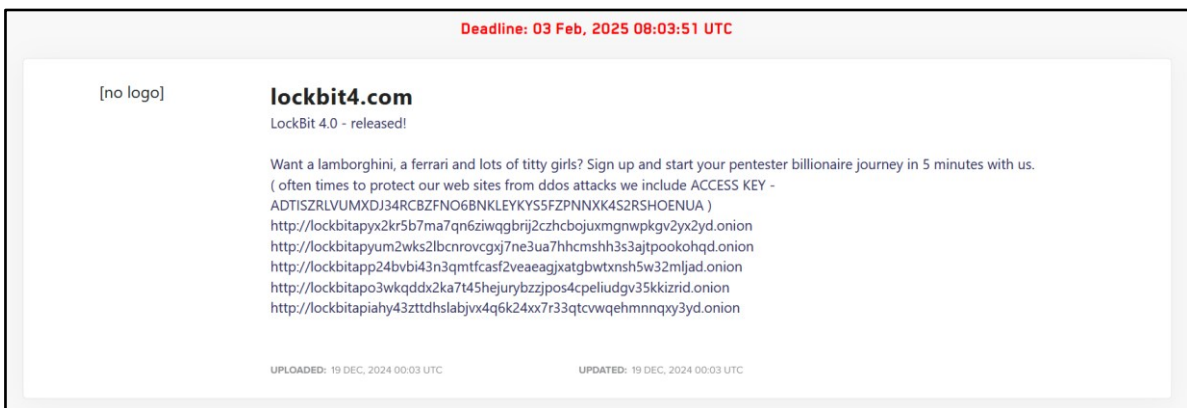 Deadline: 03 Feb, 2025 08:03:51 UTC
[no logo]
lockbit4.com
LockBit 4.0 - released!
Want a lamborghini, a ferrari and lots of titty girls? Sign up and start your pentester billionaire journey in 5 minutes with us.
( often times to protect our web sites from ddos attacks we include ACCESS KEY -
ADTISZRLVUMXDJ34RCBZFNO6BNKLEYKYS5FZPNNXK4S2RSHOENUA )
http://lockbitapyx2kr5b7ma7qn6ziwqgbrij2czhcbojuxmgnwpkgv2yx2yd.onion
http://lockbitapyum2wks2lbcnrovcgxj7ne3ua7hhcmshh3s3ajtpookohqd.onion
http://lockbitapp24bvbi43n3qmtfcasf2veaeagjxatgbwtxnsh5w32mljad.onion
http://lockbitapo3wkqddx2ka7t45hejurybzzjpos4cpeliudgv35kkizrid.onion
http://lockbitapiahy43zttdhslabjvx4q6k24xx7r33qtcvwqehmnnqxy3yd.onion
UPLOADED: 19 DEC, 2024 00:03 UTC
UPDATED: 19 DEC, 2024 00:03 UTC